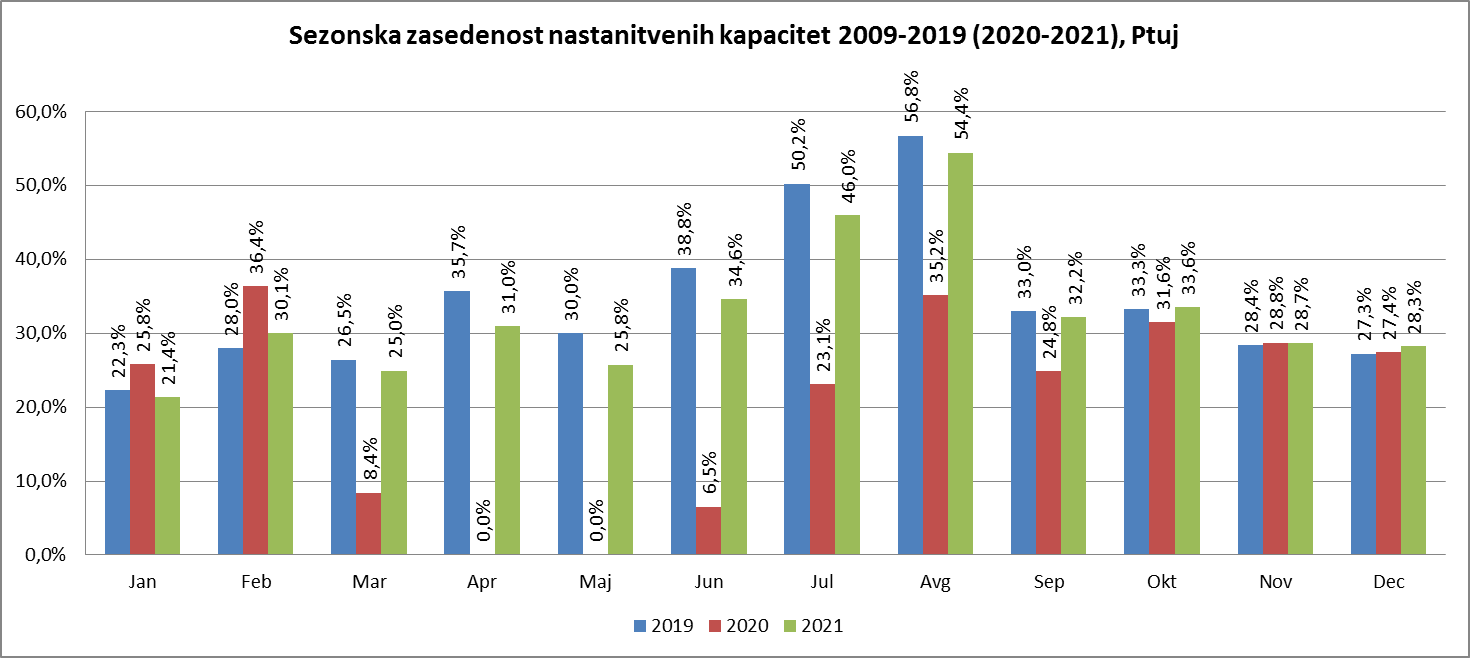 Sezonska zasedenost nastanitvenih kapacitet 2009-2019 (2020-2021), Ptuj
60,0%
50,0%
40,0%
30,0%
20,0%
10,0%
0,0%
22,3% 25,8% 21,4%
28,0% 36,4% 30,1%
26,5% 8,4% 25,0%
35,7% 0,0% 31,0%
30,0% 0,0% 25,8%
38,8% 6,5% 34,6%
50,2% 23,1% 46,0%
56,8% 35,2% 54,4%
33,0% 24,8% 32,2%
33,3% 31,6% 33,6%
28,4% 28,8% 28,7%
27,3% 27,4% 28,3%
Jan Feb Mar Apr Maj Jun Jul Avg Sep Okt Nov Dec
2019 2020 2021